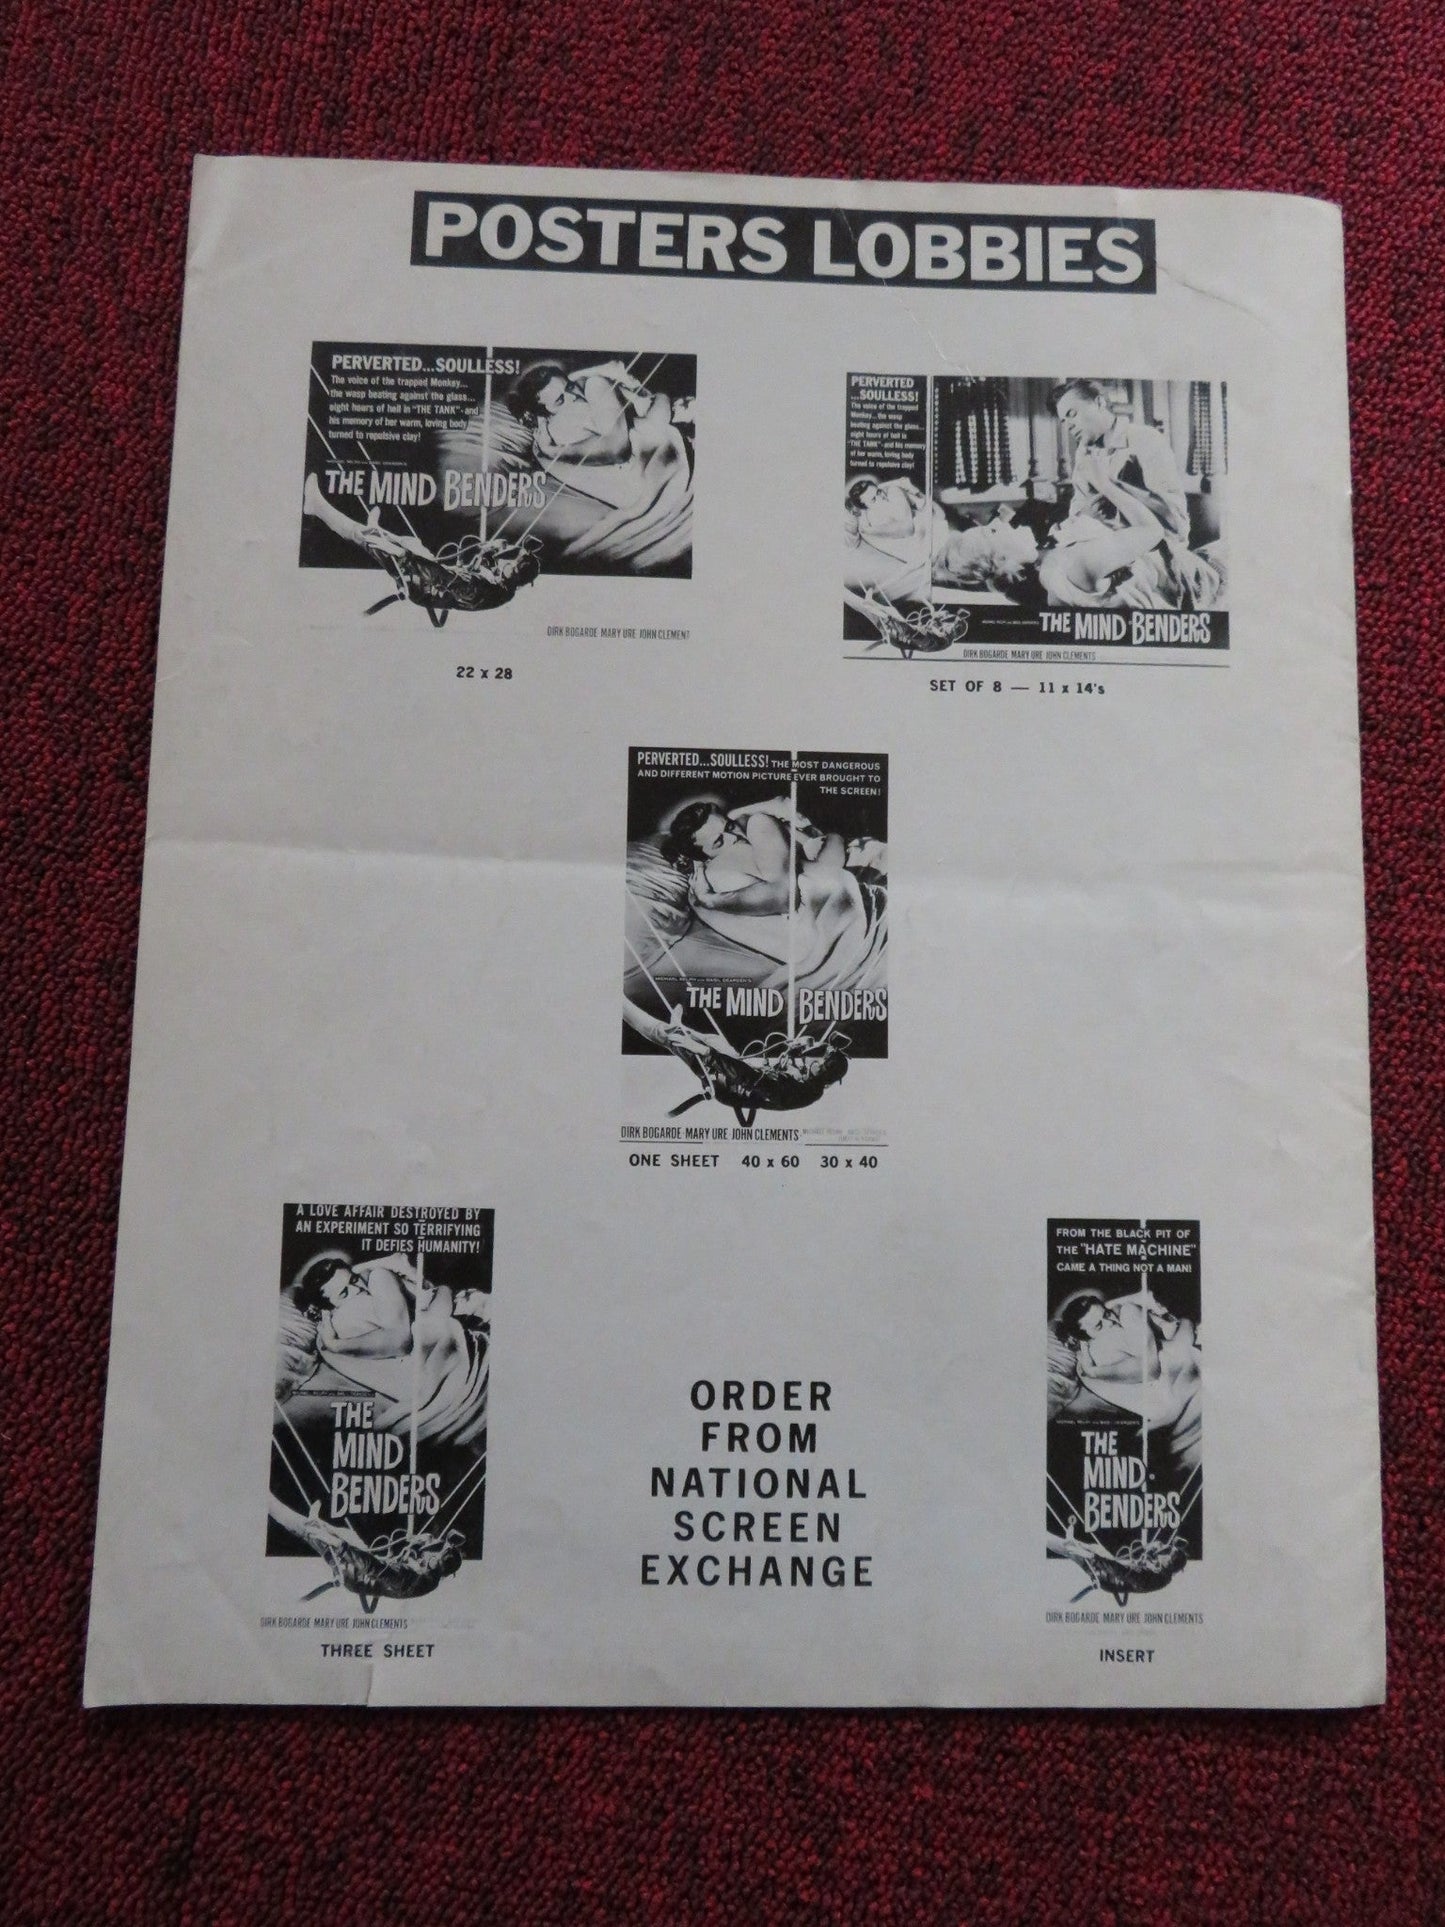 POSTERS LOBBIES
PERVERTED...SOULLESS!
The voice of the trapped Monkey...
the wasp beating against the glass...
eight hours of hell in "THE TANK"-and
his memory of her warm, loving body
turned to repulsive clay!
THE MIND BENDERS
DIRK BOGARDE MARY URE JOHN CLEMENT
22 x 28
PERVERTED
...SOULLESS!
The voice of the trapped
Monkey... the wasp
beating against the glass...
eight hours of hell in
"THE TANK"-and his memory
of her warm, loving body
turned to repulsive clay!
THE MIND BENDERS
DIRK BOGARDE MARY URE JOHN CLEMENTS
SET OF 8 — 11 x 14's
PERVERTED...SOULLESS! THE MOST DANGEROUS
AND DIFFERENT MOTION PICTURE EVER BROUGHT TO
THE SCREEN!
MICHAEL RELPH and BASIL DEARDEN'S
THE MIND BENDERS
DIRK BOGARDE MARY URE JOHN CLEMENTS
ONE SHEET 40 x 60 30 x 40
A LOVE AFFAIR DESTROYED BY
AN EXPERIMENT SO TERRIFYING
IT DEFIES HUMANITY!
THE
MIND
BENDERS
DIRK BOGARDE MARY URE JOHN CLEMENTS
THREE SHEET
ORDER
FROM
NATIONAL
SCREEN
EXCHANGE
FROM THE BLACK PIT OF
THE "HATE MACHINE"
CAME A THING NOT A MAN!
THE
MIND
BENDERS
DIRK BOGARDE MARY URE JOHN CLEMENTS
INSERT